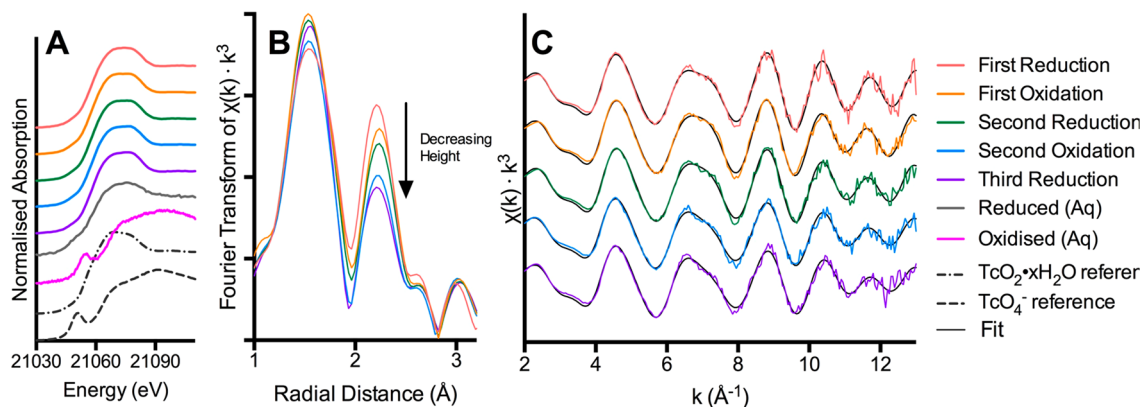 A
Normalised Absorption
21030 21060 21090
Energy (eV)
B
Fourier Transform of χ(k) · k³
Decreasing
Height
1 2 3
Radial Distance (Å)
C
χ(k) · k³
2 4 6 8 10 12
k (Å⁻¹)
First Reduction
First Oxidation
Second Reduction
Second Oxidation
Third Reduction
Reduced (Aq)
Oxidised (Aq)
TcO₂•xH₂O referer
TcO₄⁻ reference
Fit